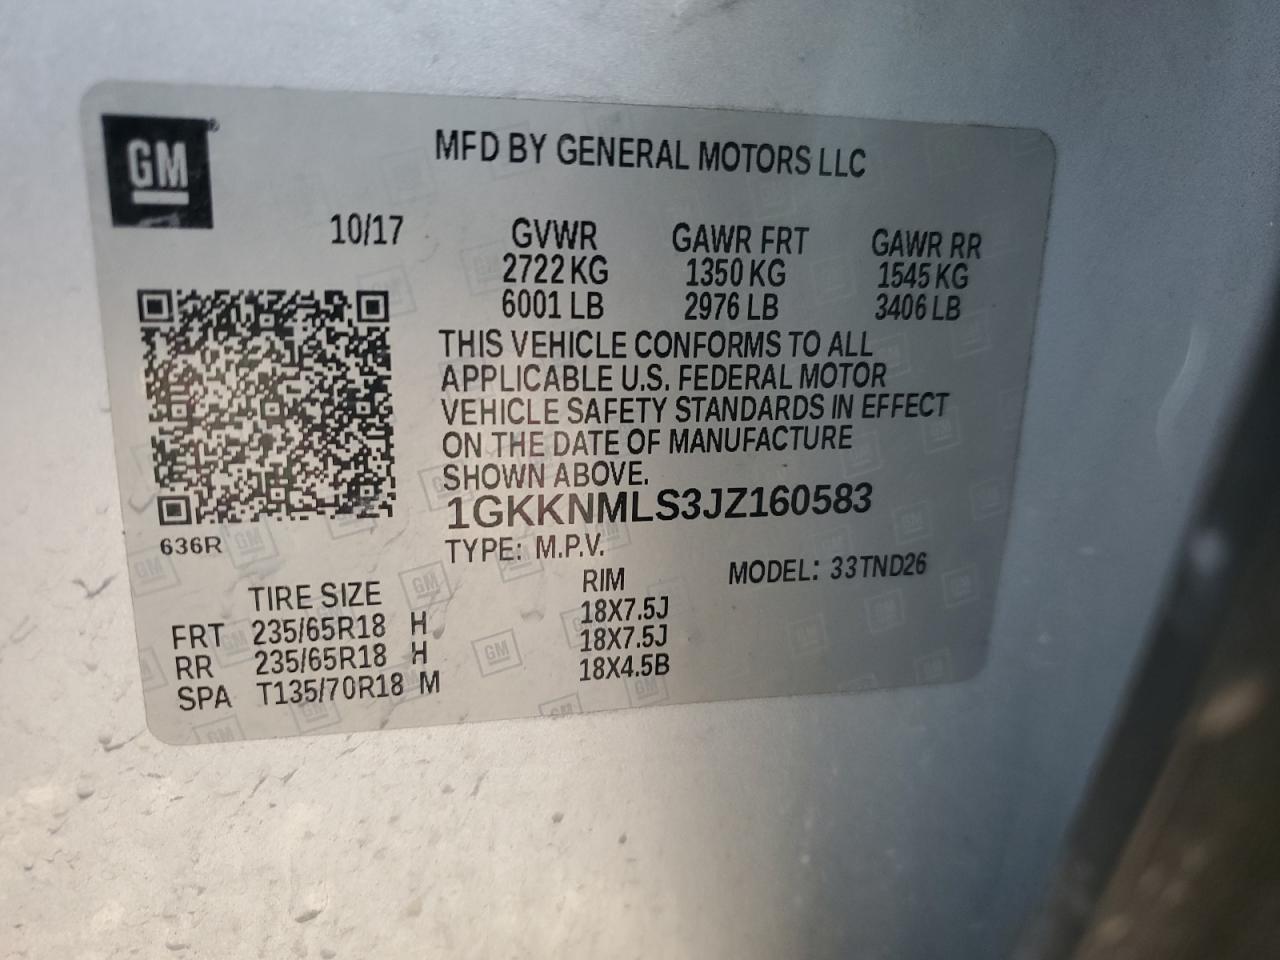 GM
MFD BY GENERAL MOTORS LLC
10/17
GVWR GAWR FRT GAWR RR
2722 KG 1350 KG 1545 KG
6001 LB 2976 LB 3406 LB
THIS VEHICLE CONFORMS TO ALL
APPLICABLE U.S. FEDERAL MOTOR
VEHICLE SAFETY STANDARDS IN EFFECT
ON THE DATE OF MANUFACTURE
SHOWN ABOVE.
1GKKNMLS3JZ160583
636R
TYPE: M.P.V.
MODEL: 33TND26
TIRE SIZE RIM
FRT 235/65R18 H 18X7.5J
RR 235/65R18 H 18X7.5J
SPA T135/70R18 M 18X4.5B